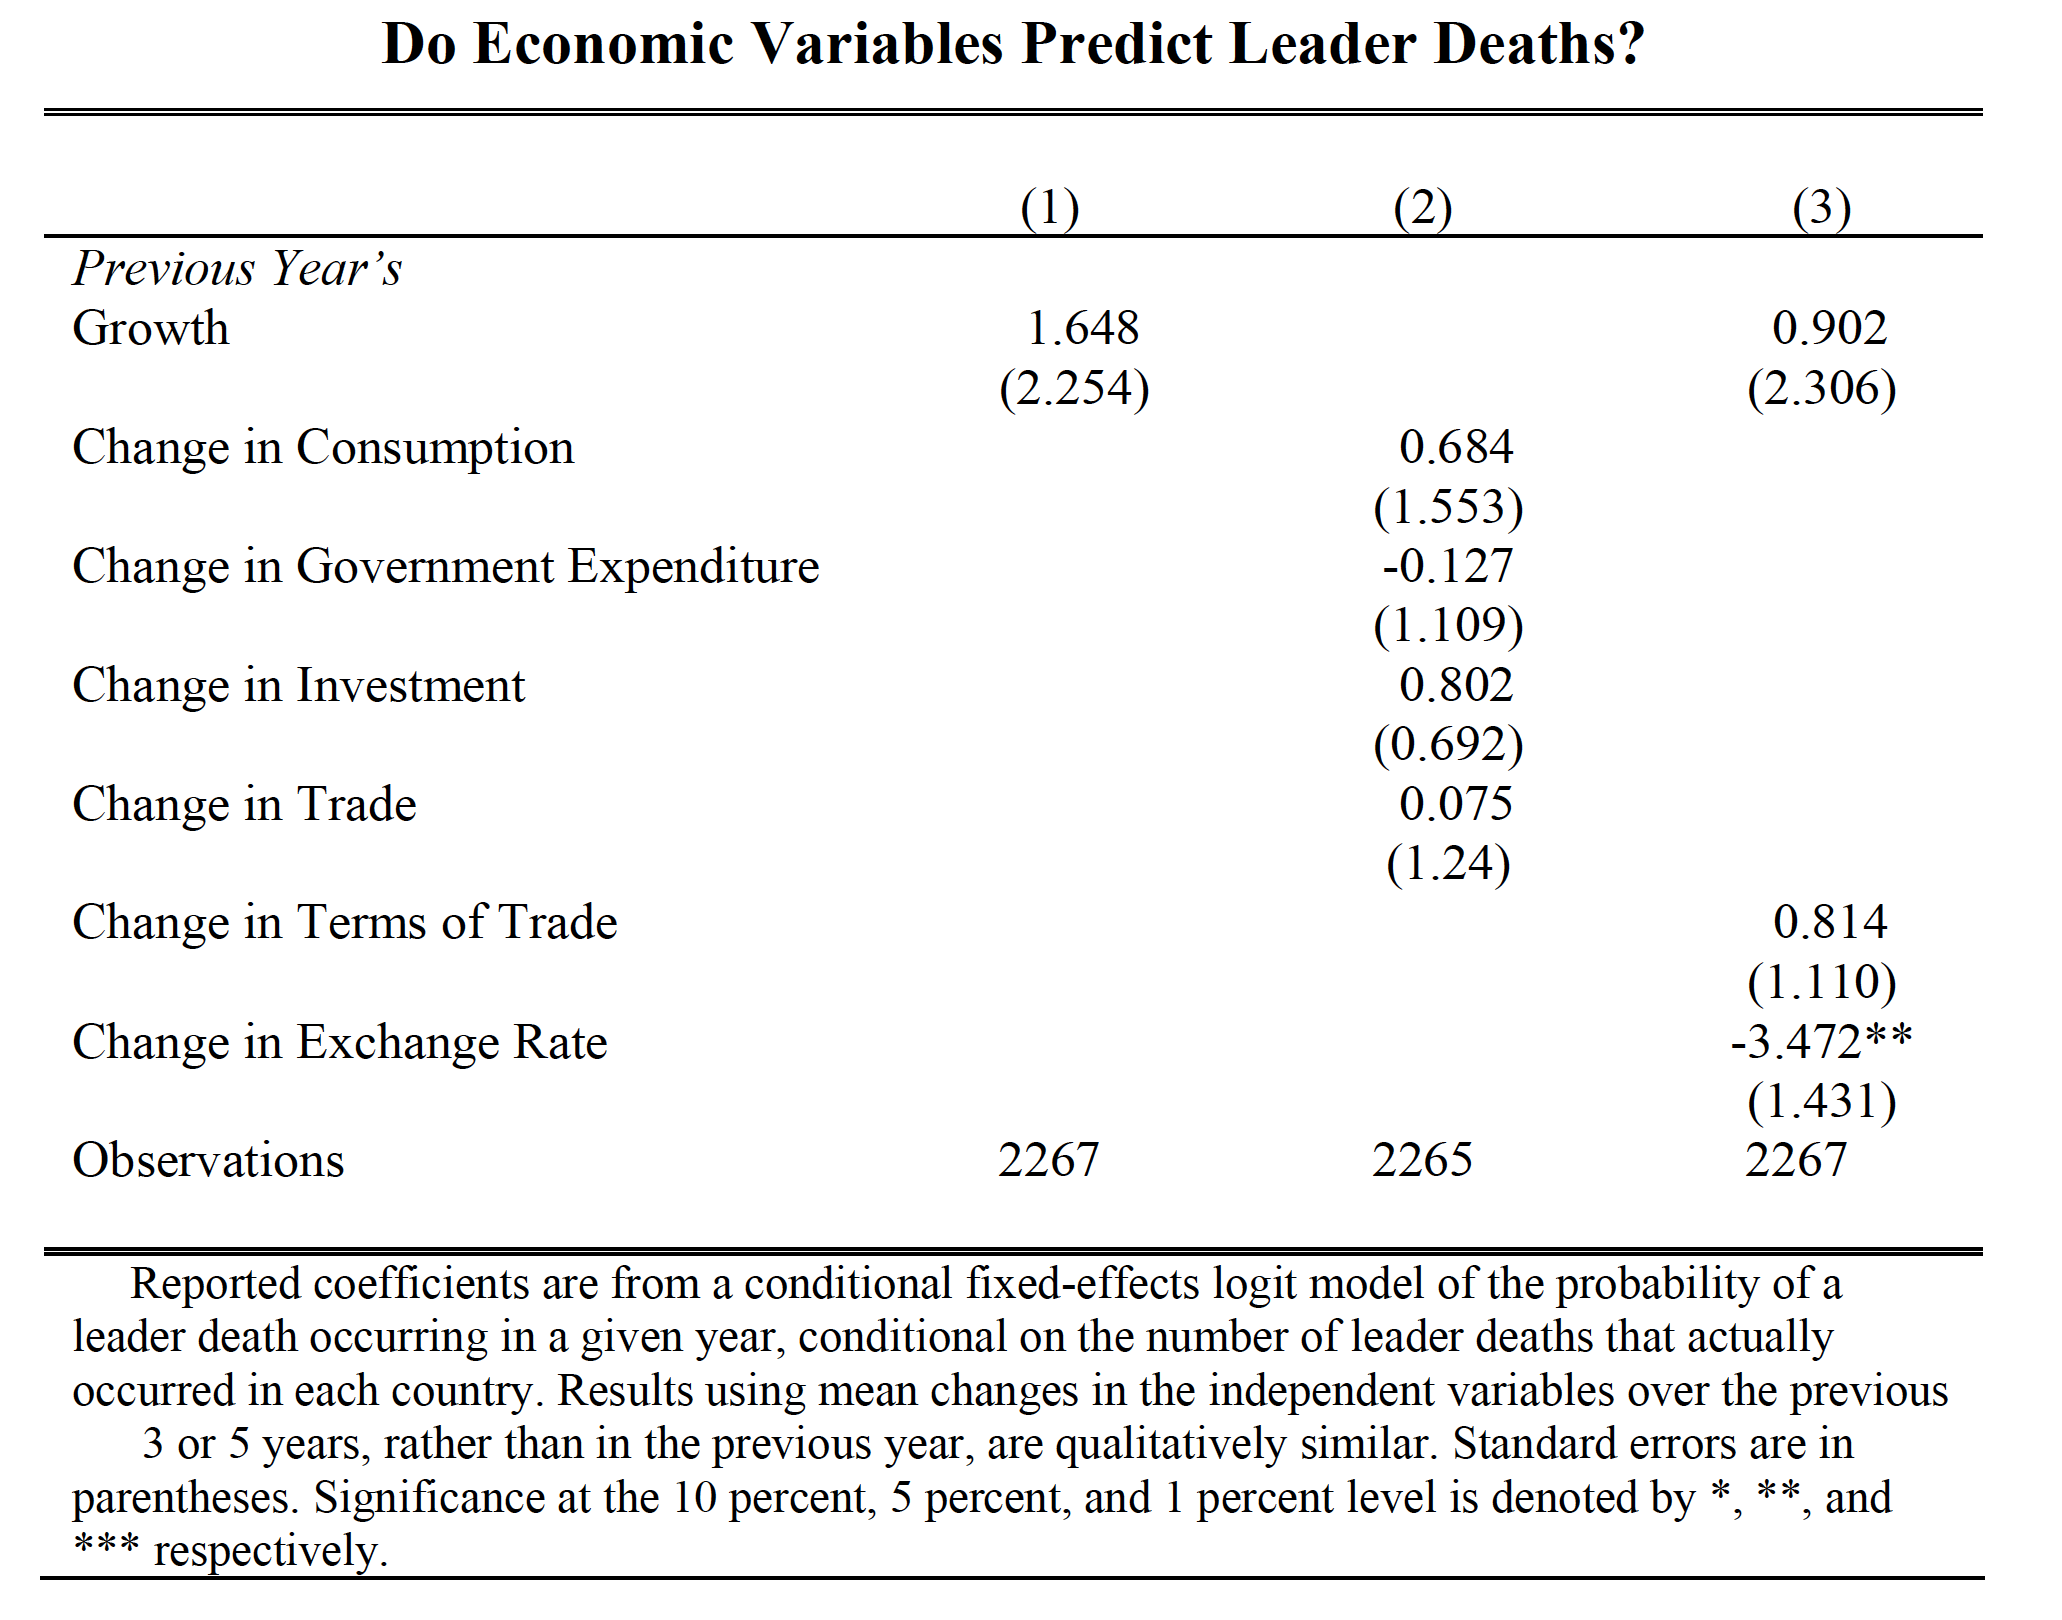 Do Economic Variables Predict Leader Deaths?
(1) (2) (3)
Previous Year’s
Growth 1.648 0.902
(2.254) (2.306)
Change in Consumption 0.684
(1.553)
Change in Government Expenditure -0.127
(1.109)
Change in Investment 0.802
(0.692)
Change in Trade 0.075
(1.24)
Change in Terms of Trade 0.814
(1.110)
Change in Exchange Rate -3.472**
(1.431)
Observations 2267 2265 2267
Reported coefficients are from a conditional fixed-effects logit model of the probability of a
leader death occurring in a given year, conditional on the number of leader deaths that actually
occurred in each country. Results using mean changes in the independent variables over the previous
3 or 5 years, rather than in the previous year, are qualitatively similar. Standard errors are in
parentheses. Significance at the 10 percent, 5 percent, and 1 percent level is denoted by *, **, and
*** respectively.